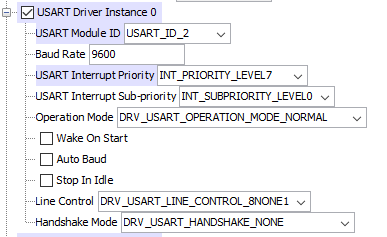 USART Driver Instance 0
USART Module ID USART_ID_2
Baud Rate 9600
USART Interrupt Priority INT_PRIORITY_LEVEL7
USART Interrupt Sub-priority INT_SUBPRIORITY_LEVEL0
Operation Mode DRV_USART_OPERATION_MODE_NORMAL
Wake On Start
Auto Baud
Stop In Idle
Line Control DRV_USART_LINE_CONTROL_8NONE1
Handshake Mode DRV_USART_HANDSHAKE_NONE